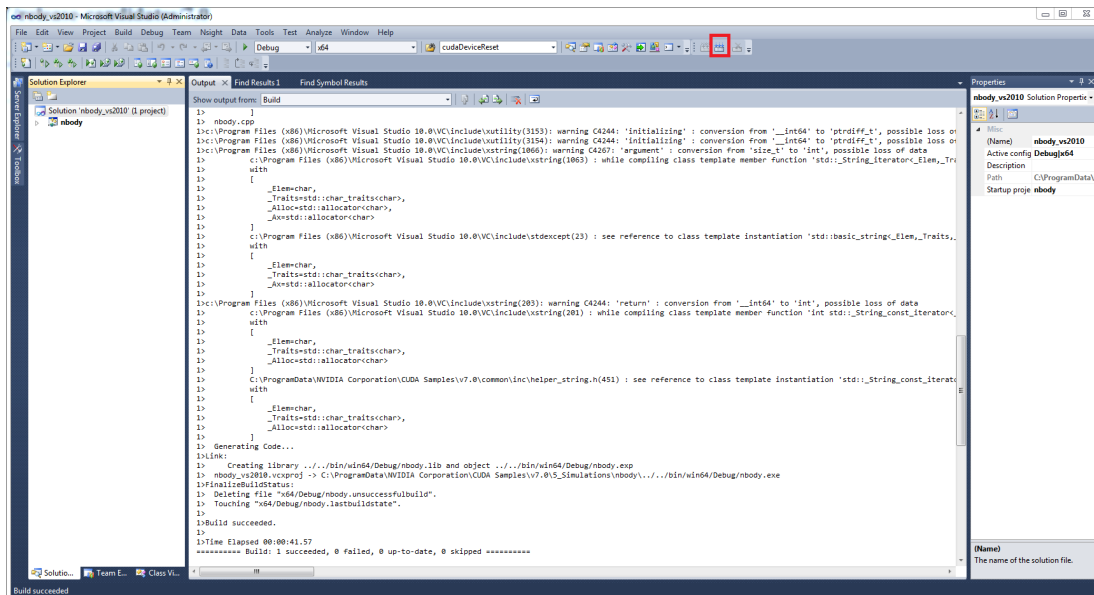 nbody_vs2010 - Microsoft Visual Studio (Administrator)
File Edit View Project Build Debug Team Nsight Data Tools Test Analyze Window Help
Debug x64 cudaDeviceReset
Solution Explorer
Solution 'nbody_vs2010' (1 project)
nbody
Server Explorer
Toolbox
Output Find Results 1 Find Symbol Results
Show output from: Build
1> ]
1> nbody.cpp
1>c:\Program Files (x86)\Microsoft Visual Studio 10.0\VC\include\xutility(3153): warning C4244: 'initializing' : conversion from '__int64' to 'ptrdiff_t', possible loss of
1>c:\Program Files (x86)\Microsoft Visual Studio 10.0\VC\include\xutility(3154): warning C4244: 'initializing' : conversion from '__int64' to 'ptrdiff_t', possible loss of
1>c:\Program Files (x86)\Microsoft Visual Studio 10.0\VC\include\xstring(1066): warning C4267: 'argument' : conversion from 'size_t' to 'int', possible loss of data
1> c:\Program Files (x86)\Microsoft Visual Studio 10.0\VC\include\xstring(1063) : while compiling class template member function 'std::_String_iterator<_Elem,_Tra
1> with
1> [
1> _Elem=char,
1> _Traits=std::char_traits<char>,
1> _Alloc=std::allocator<char>,
1> _Ax=std::allocator<char>
1> ]
1> c:\Program Files (x86)\Microsoft Visual Studio 10.0\VC\include\stdexcept(23) : see reference to class template instantiation 'std::basic_string<_Elem,_Traits,_
1> with
1> [
1> _Elem=char,
1> _Traits=std::char_traits<char>,
1> _Ax=std::allocator<char>
1> ]
1>c:\Program Files (x86)\Microsoft Visual Studio 10.0\VC\include\xstring(203): warning C4244: 'return' : conversion from '__int64' to 'int', possible loss of data
1> c:\Program Files (x86)\Microsoft Visual Studio 10.0\VC\include\xstring(201) : while compiling class template member function 'int std::_String_const_iterator<_
1> with
1> [
1> _Elem=char,
1> _Traits=std::char_traits<char>,
1> _Alloc=std::allocator<char>
1> ]
1> C:\ProgramData\NVIDIA Corporation\CUDA Samples\v7.0\common\inc\helper_string.h(451) : see reference to class template instantiation 'std::_String_const_iterato
1> with
1> [
1> _Elem=char,
1> _Traits=std::char_traits<char>,
1> _Alloc=std::allocator<char>
1> ]
1> Generating Code...
1>Link:
1> Creating library ../../bin/win64/Debug/nbody.lib and object ../../bin/win64/Debug/nbody.exp
1> nbody_vs2010.vcxproj -> C:\ProgramData\NVIDIA Corporation\CUDA Samples\v7.0\5_Simulations\nbody\../../bin/win64/Debug/nbody.exe
1>FinalizeBuildStatus:
1> Deleting file "x64/Debug/nbody.unsuccessfulbuild".
1> Touching "x64/Debug/nbody.lastbuildstate".
1>
1>Build succeeded.
1>
1>Time Elapsed 00:00:41.57
========== Build: 1 succeeded, 0 failed, 0 up-to-date, 0 skipped ==========
Properties
nbody_vs2010 Solution Propertie
Misc
(Name) nbody_vs2010
Active config Debug|x64
Description
Path C:\ProgramData\
Startup proje nbody
(Name)
The name of the solution file.
Solutio... Team E... Class Vi...
Build succeeded